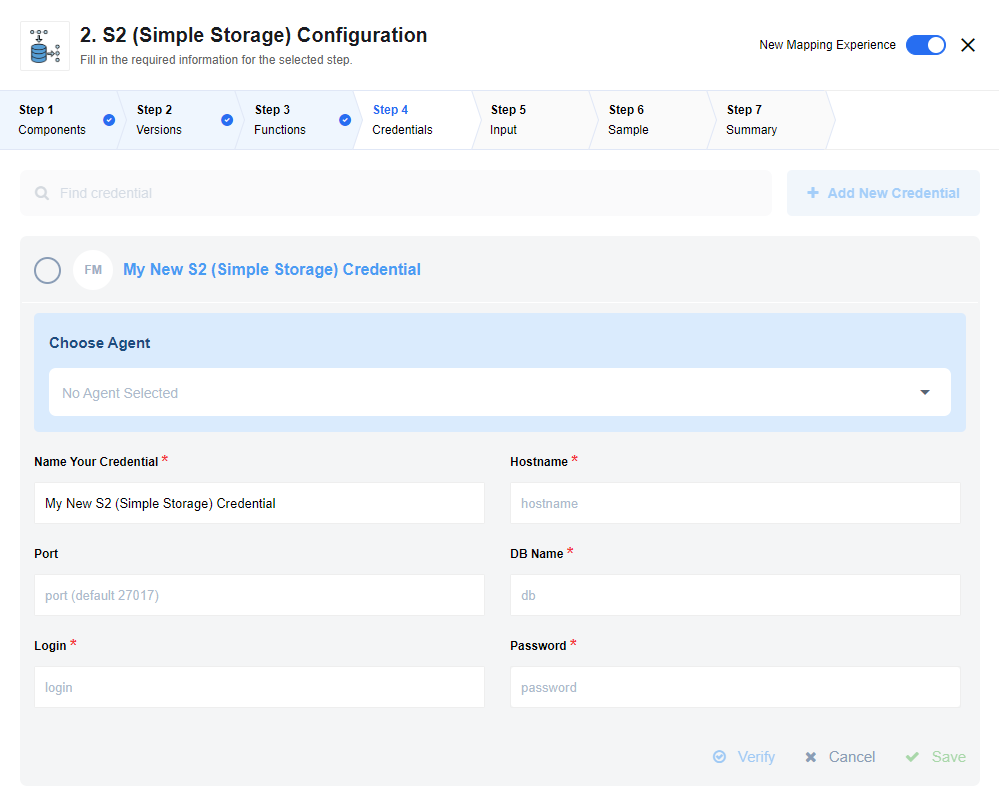 2. S2 (Simple Storage) Configuration
Fill in the required information for the selected step.
New Mapping Experience
Step 1
Components
Step 2
Versions
Step 3
Functions
Step 4
Credentials
Step 5
Input
Step 6
Sample
Step 7
Summary
Find credential
Add New Credential
FM
My New S2 (Simple Storage) Credential
Choose Agent
No Agent Selected
Name Your Credential *
Hostname *
My New S2 (Simple Storage) Credential
hostname
Port
DB Name *
port (default 27017)
db
Login *
Password *
login
password
Verify
Cancel
Save